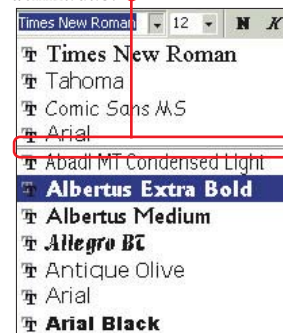 Times New Roman 12 N K
Times New Roman
Tahoma
Comic Sans MS
Arial
Abadi MT Condensed Light
Albertus Extra Bold
Albertus Medium
Allegro BT
Antique Olive
Arial
Arial Black